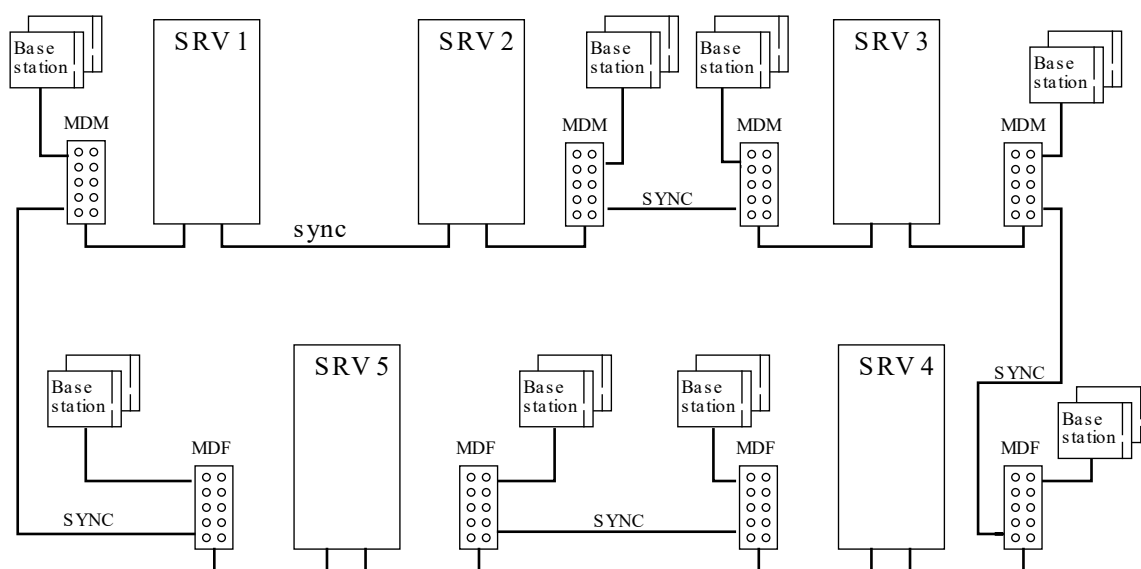 Base
station
SRV 1
SRV 2
Base
station
Base
station
SRV 3
Base
station
MDM
MDM
MDM
MDM
SYNC
sync
Base
station
SRV 5
Base
station
Base
station
SRV 4
SYNC
Base
station
MDF
MDF
MDF
MDF
SYNC
SYNC